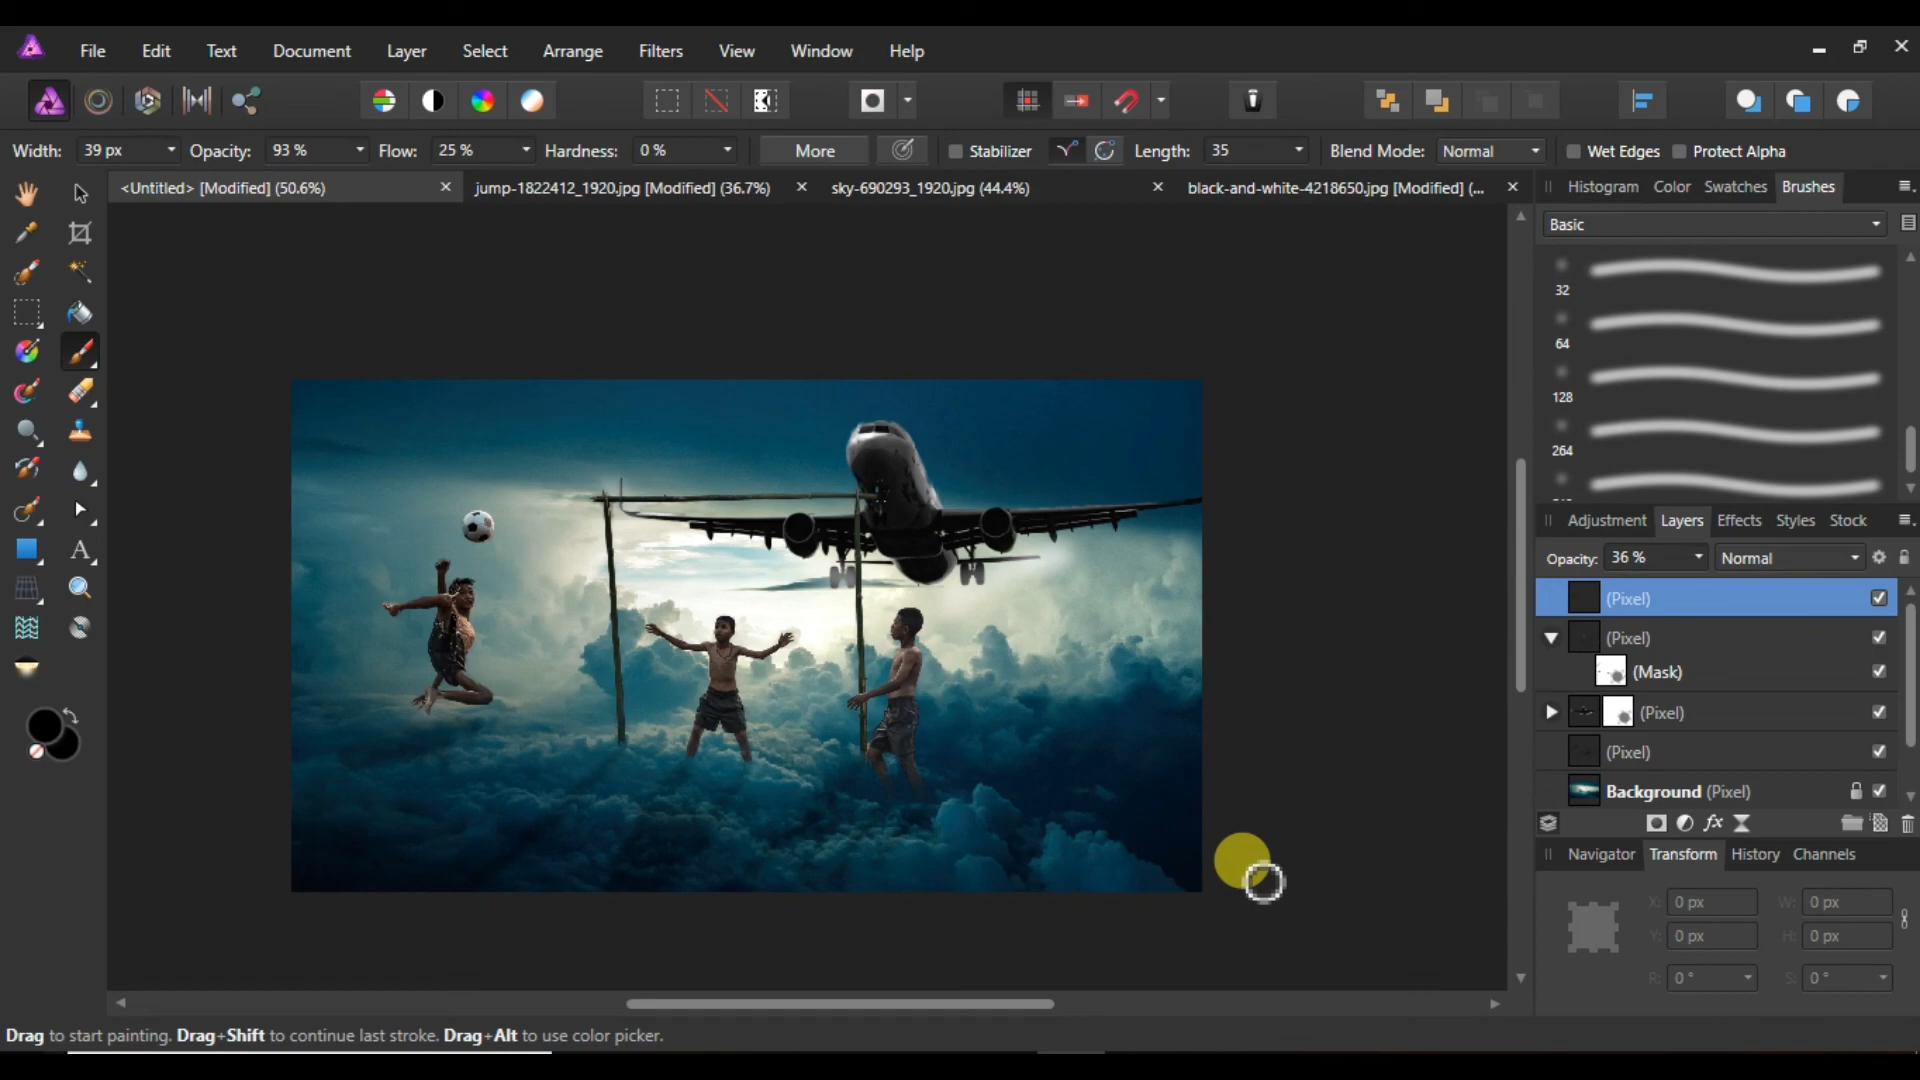 File Edit Text Document Layer Select Arrange Filters View Window Help
Width: 39 px Opacity: 93 % Flow: 25 % Hardness: 0 % More Stabilizer Length: 35 Blend Mode: Normal Wet Edges Protect Alpha
<Untitled> [Modified] (50.6%) jump-1822412_1920.jpg [Modified] (36.7%) sky-690293_1920.jpg (44.4%) black-and-white-4218650.jpg [Modified] (...
Histogram Color Swatches Brushes
Basic
32
64
128
264
Adjustment Layers Effects Styles Stock
Opacity: 36 % Normal
(Pixel)
(Pixel)
(Mask)
(Pixel)
(Pixel)
Background (Pixel)
fx
Navigator Transform History Channels
X: 0 px W: 0 px
Y: 0 px H: 0 px
R: 0 ° S: 0 °
A
Drag to start painting. Drag+Shift to continue last stroke. Drag+Alt to use color picker.